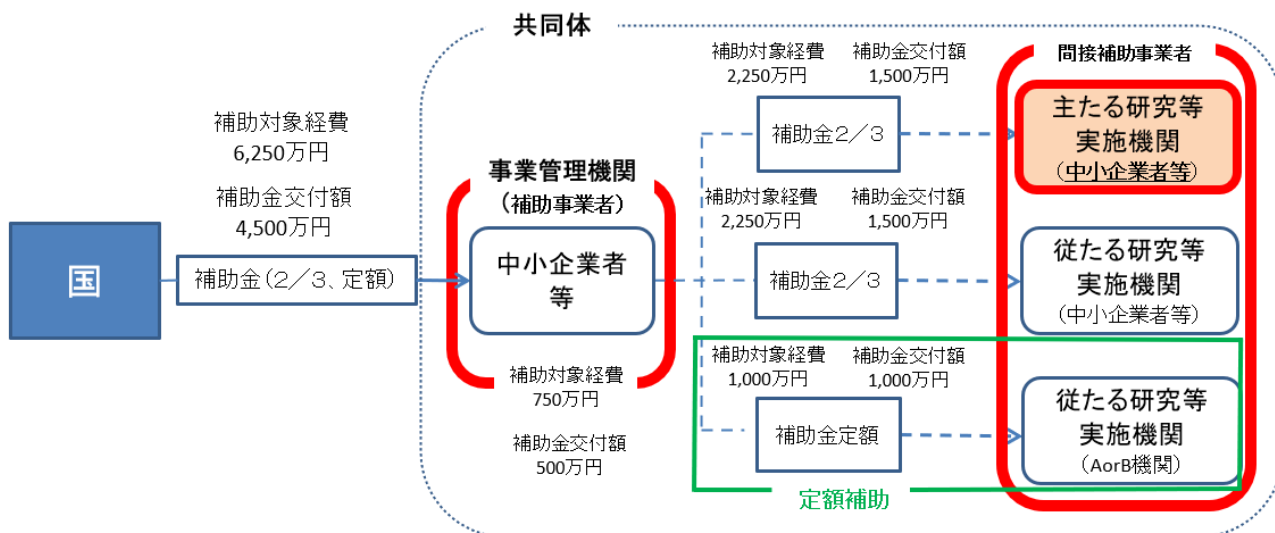 共同体
補助対象経費
6,250万円
補助金交付額
4,500万円
国
補助金(2/3、定額)
事業管理機関
(補助事業者)
中小企業者
等
補助対象経費
750万円
補助金交付額
500万円
補助対象経費
2,250万円
補助金交付額
1,500万円
補助金2/3
補助対象経費
2,250万円
補助金交付額
1,500万円
補助金2/3
補助対象経費
1,000万円
補助金交付額
1,000万円
補助金定額
定額補助
間接補助事業者
主たる研究等
実施機関
(中小企業者等)
従たる研究等
実施機関
(中小企業者等)
従たる研究等
実施機関
(AorB機関)